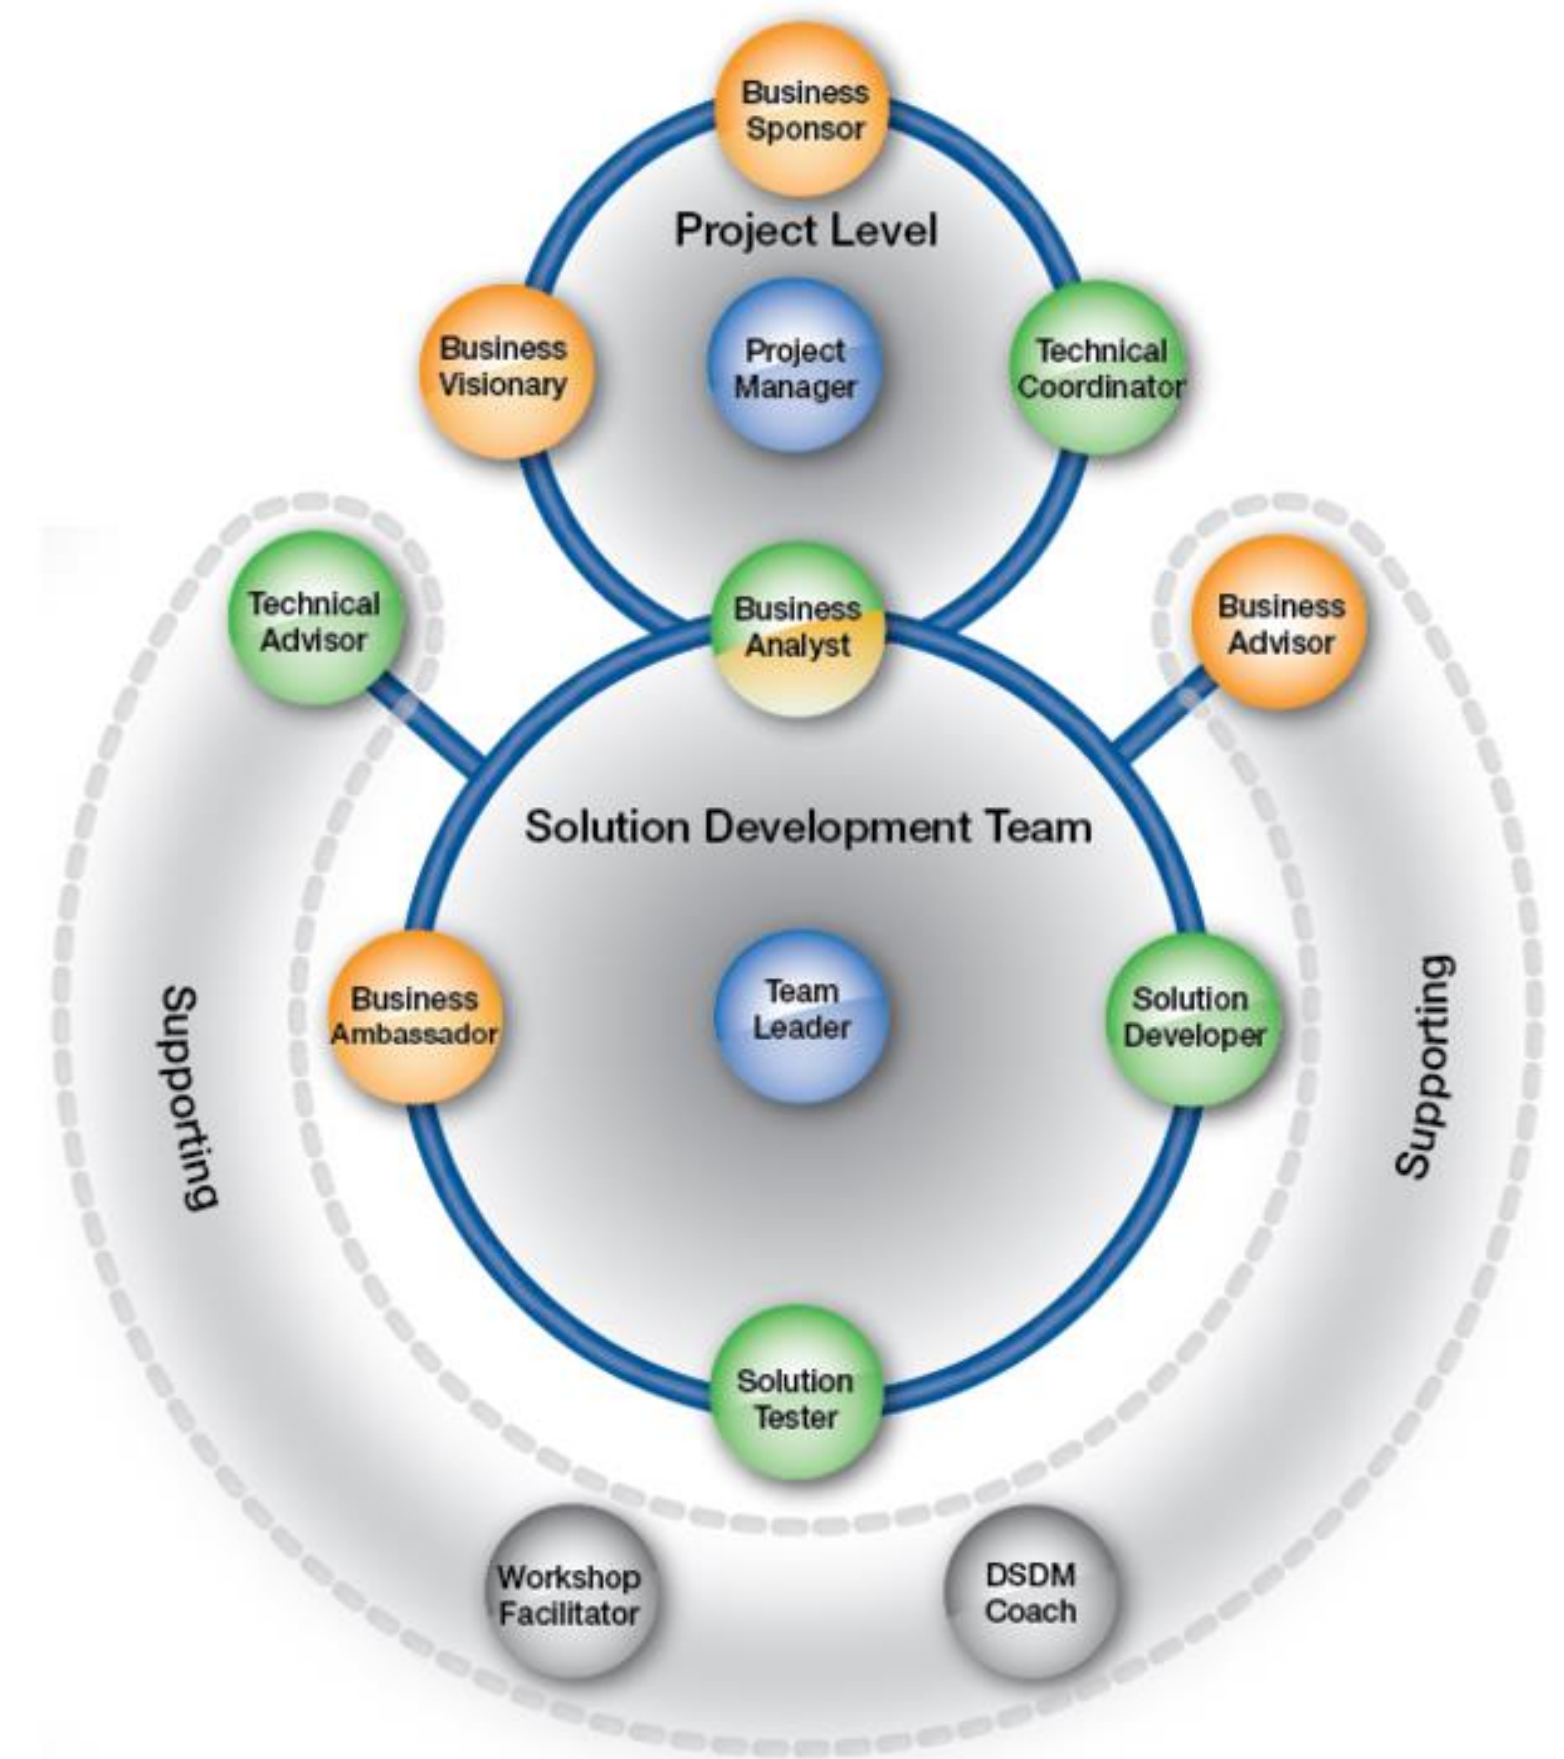 Business
Sponsor
Project Level
Business
Visionary
Project
Manager
Technical
Coordinator
Technical
Advisor
Business
Analyst
Business
Advisor
Solution Development Team
Business
Ambassador
Team
Leader
Solution
Developer
Supporting
Supporting
Solution
Tester
Workshop
Facilitator
DSDM
Coach